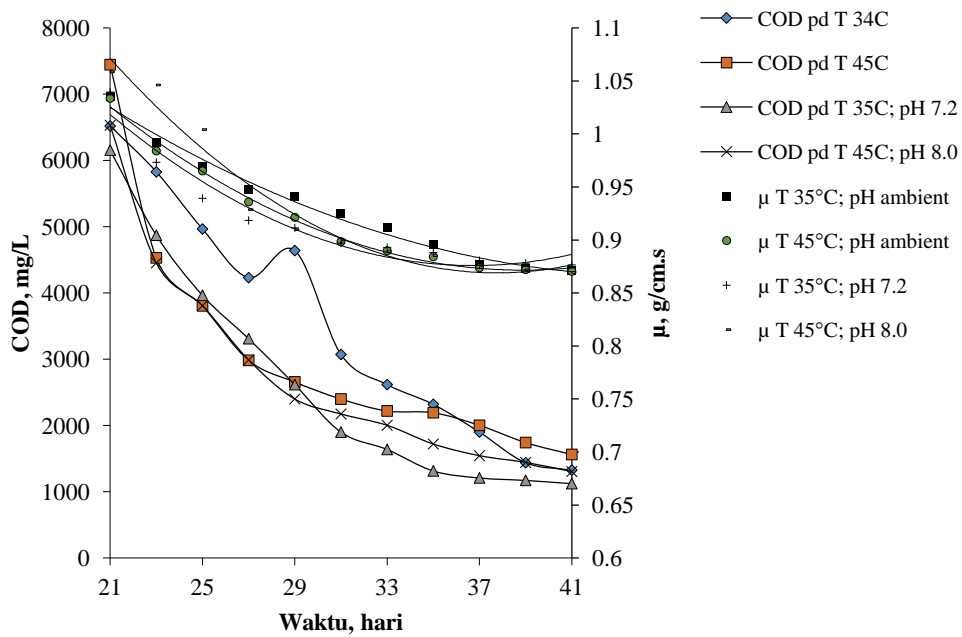 8000
7000
6000
5000
4000
3000
2000
1000
0
COD, mg/L
21 23 25 27 29 31 33 35 37 39 41
Waktu, hari
1.1
1.05
1
0.95
0.9
0.85
0.8
0.75
0.7
0.65
0.6
µ, g/cm.s
COD pd T 34C
COD pd T 45C
COD pd T 35C; pH 7.2
COD pd T 45C; pH 8.0
µ T 35°C; pH ambient
µ T 45°C; pH ambient
µ T 35°C; pH 7.2
µ T 45°C; pH 8.0